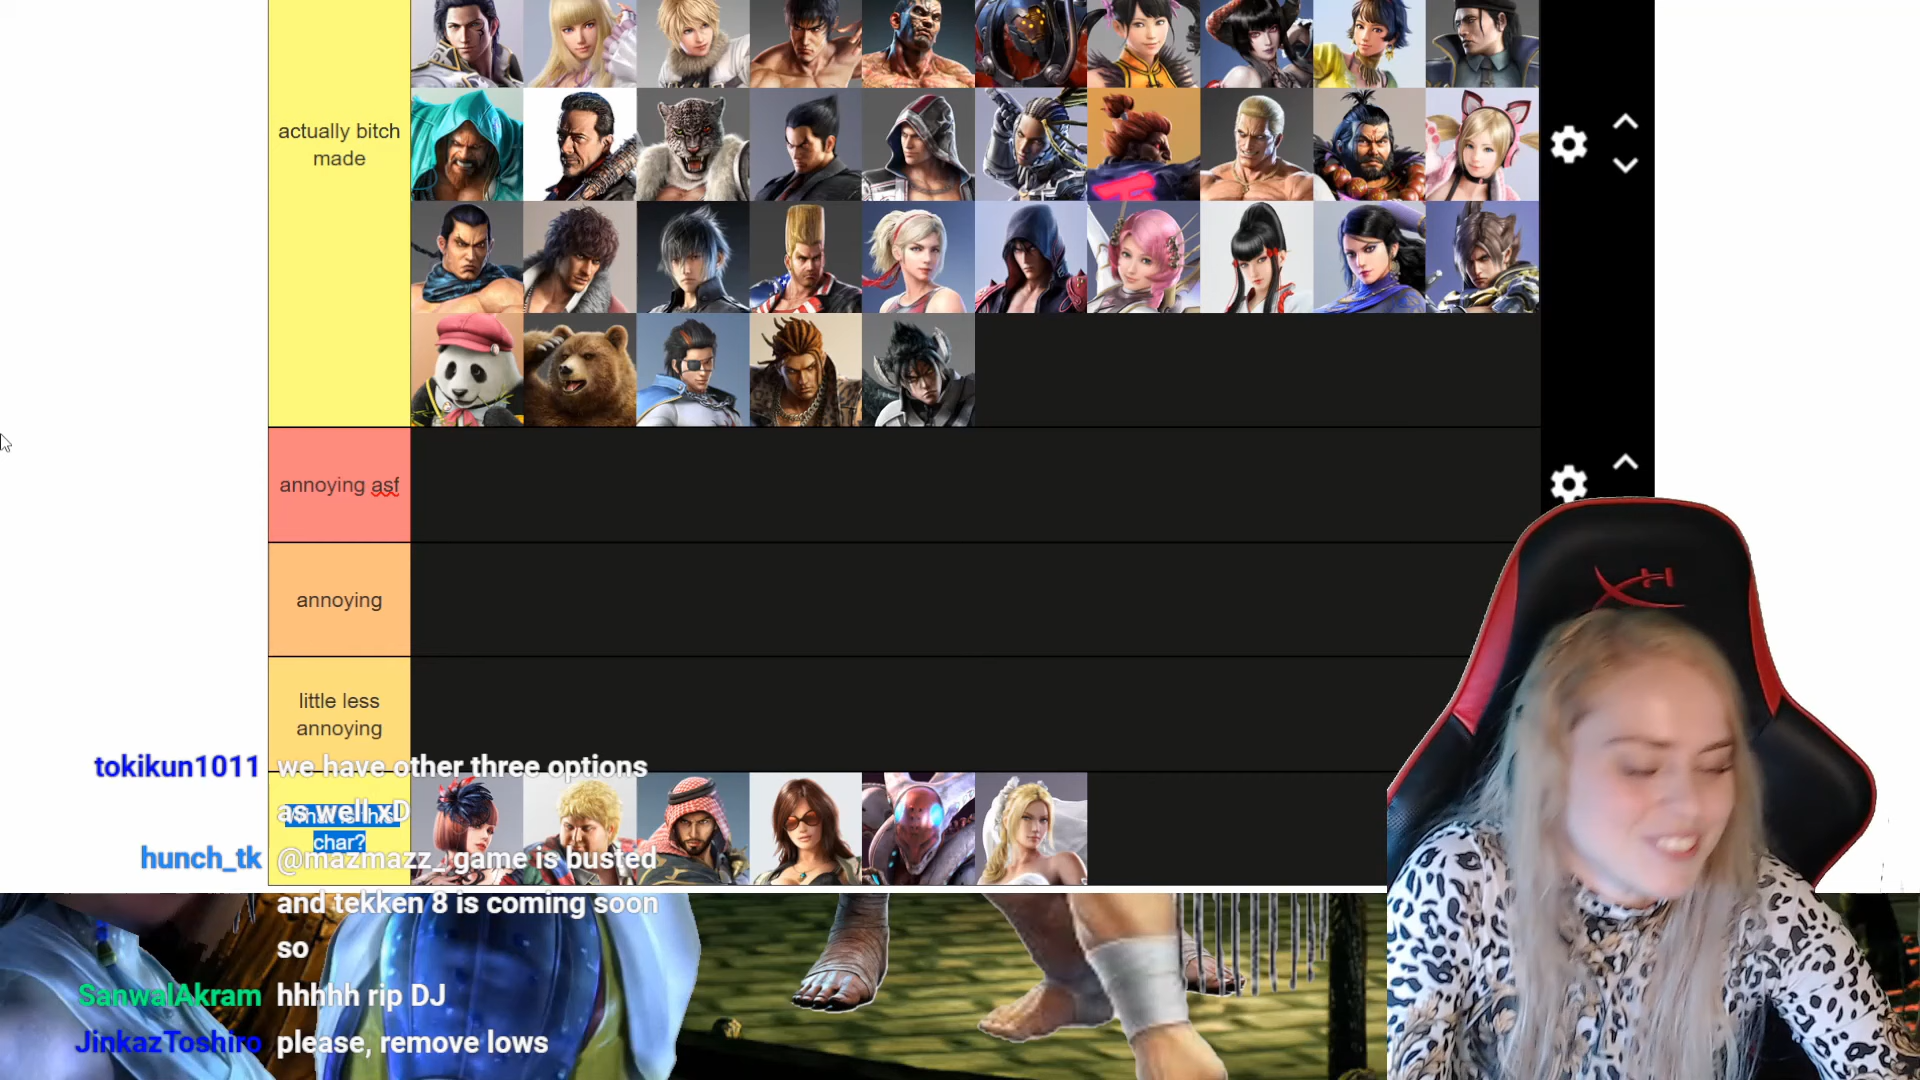 actually bitch
made
annoying asf
annoying
little less
annoying
tokikun1011 we have other three options
as well xD
char?
hunch_tk @mazmazz_ game is busted
and tekken 8 is coming soon
so
SanwalAkram hhhhh rip DJ
JinkazToshiro please, remove lows